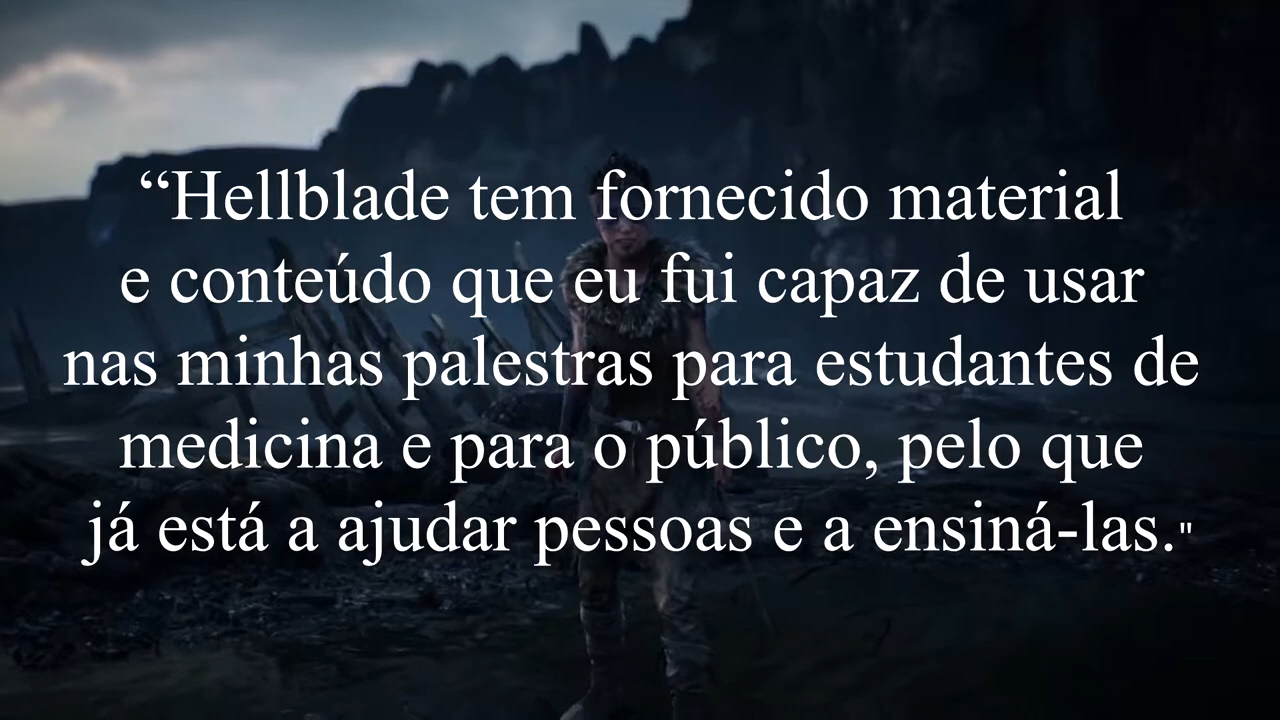 “Hellblade tem fornecido material
e conteúdo que eu fui capaz de usar
nas minhas palestras para estudantes de
medicina e para o público, pelo que
já está a ajudar pessoas e a ensiná-las."